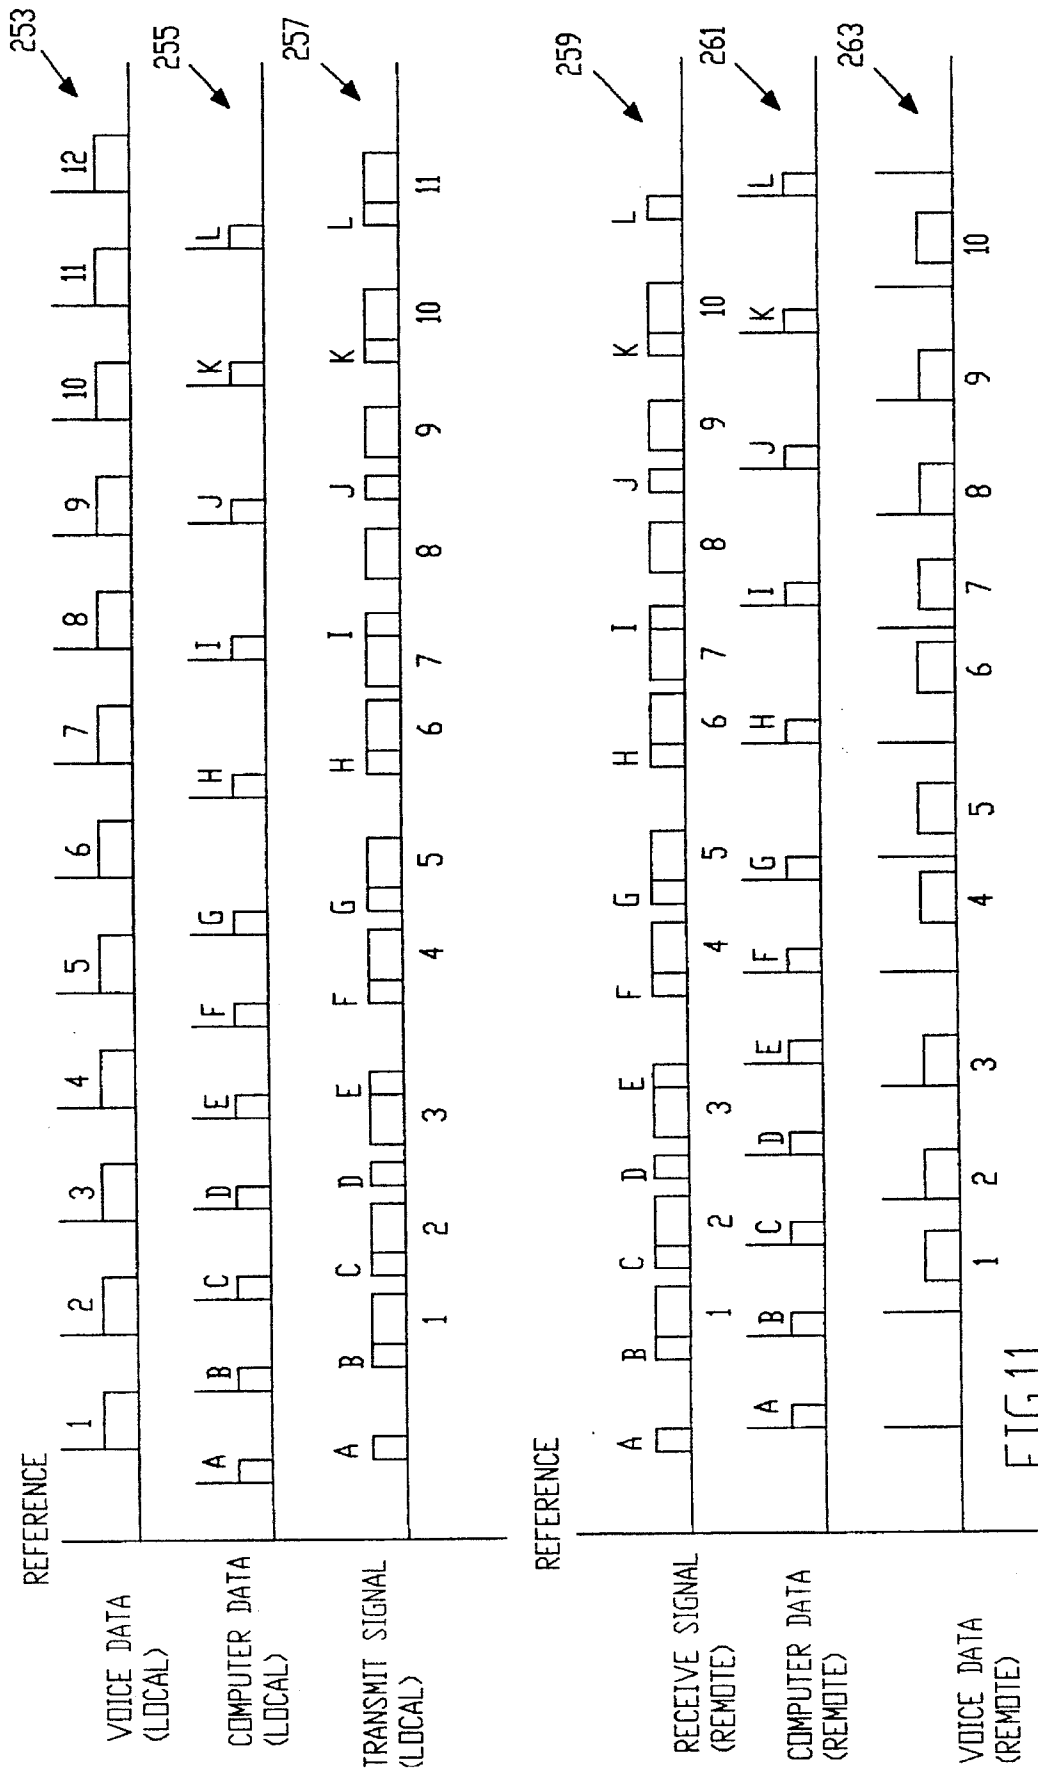 REFERENCE
VOICE DATA
(LOCAL)
1 2 3 4 5 6 7 8 9 10 11 12
253
COMPUTER DATA
(LOCAL)
A B C D E F G H I J K L
255
TRANSMIT SIGNAL
(LOCAL)
A B C D E F G H I J K L
1 2 3 4 5 6 7 8 9 10 11
257
REFERENCE
RECEIVE SIGNAL
(REMOTE)
A B C D E F G H I J K L
1 2 3 4 5 6 7 8 9 10
259
COMPUTER DATA
(REMOTE)
A B C D E F G H I J K L
261
VOICE DATA
(REMOTE)
1 2 3 4 5 6 7 8 9 10
263
FIG 11